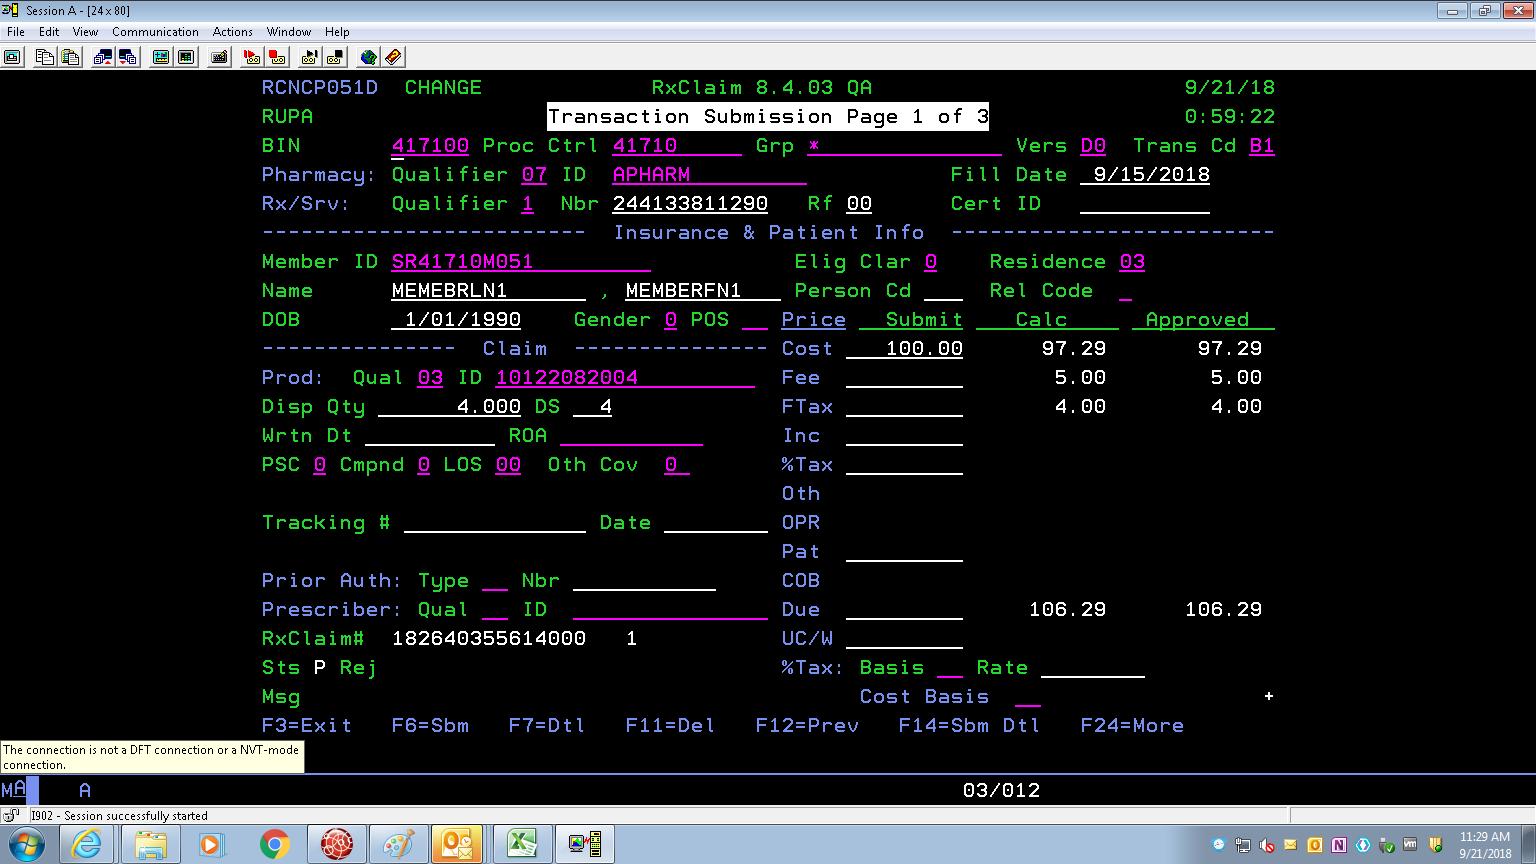 Session A - [24 x 80]
File Edit View Communication Actions Window Help
RCNCP051D CHANGE RxClaim 8.4.03 QA 9/21/18
RUPA Transaction Submission Page 1 of 3 0:59:22
BIN 417100 Proc Ctrl 41710 Grp * Vers D0 Trans Cd B1
Pharmacy: Qualifier 07 ID APHARM Fill Date 9/15/2018
Rx/Srv: Qualifier 1 Nbr 244133811290 Rf 00 Cert ID
------------------------- Insurance & Patient Info -------------------------
Member ID SR41710M051 Elig Clar 0 Residence 03
Name MEMEBRLN1 , MEMBERFN1 Person Cd Rel Code
DOB 1/01/1990 Gender 0 POS Price Submit Calc Approved
--------------- Claim --------------- Cost 100.00 97.29 97.29
Prod: Qual 03 ID 10122082004 Fee 5.00 5.00
Disp Qty 4.000 DS 4 FTax 4.00 4.00
Wrtn Dt ROA Inc
PSC 0 Cmpnd 0 LOS 00 Oth Cov 0 %Tax
Oth
Tracking # Date OPR
Pat
Prior Auth: Type Nbr COB
Prescriber: Qual ID Due 106.29 106.29
RxClaim# 182640355614000 1 UC/W
Sts P Rej %Tax: Basis Rate
Msg Cost Basis +
F3=Exit F6=Sbm F7=Dtl F11=Del F12=Prev F14=Sbm Dtl F24=More
The connection is not a DFT connection or a NVT-mode
connection.
MA A 03/012
I902 - Session successfully started
11:29 AM
9/21/2018